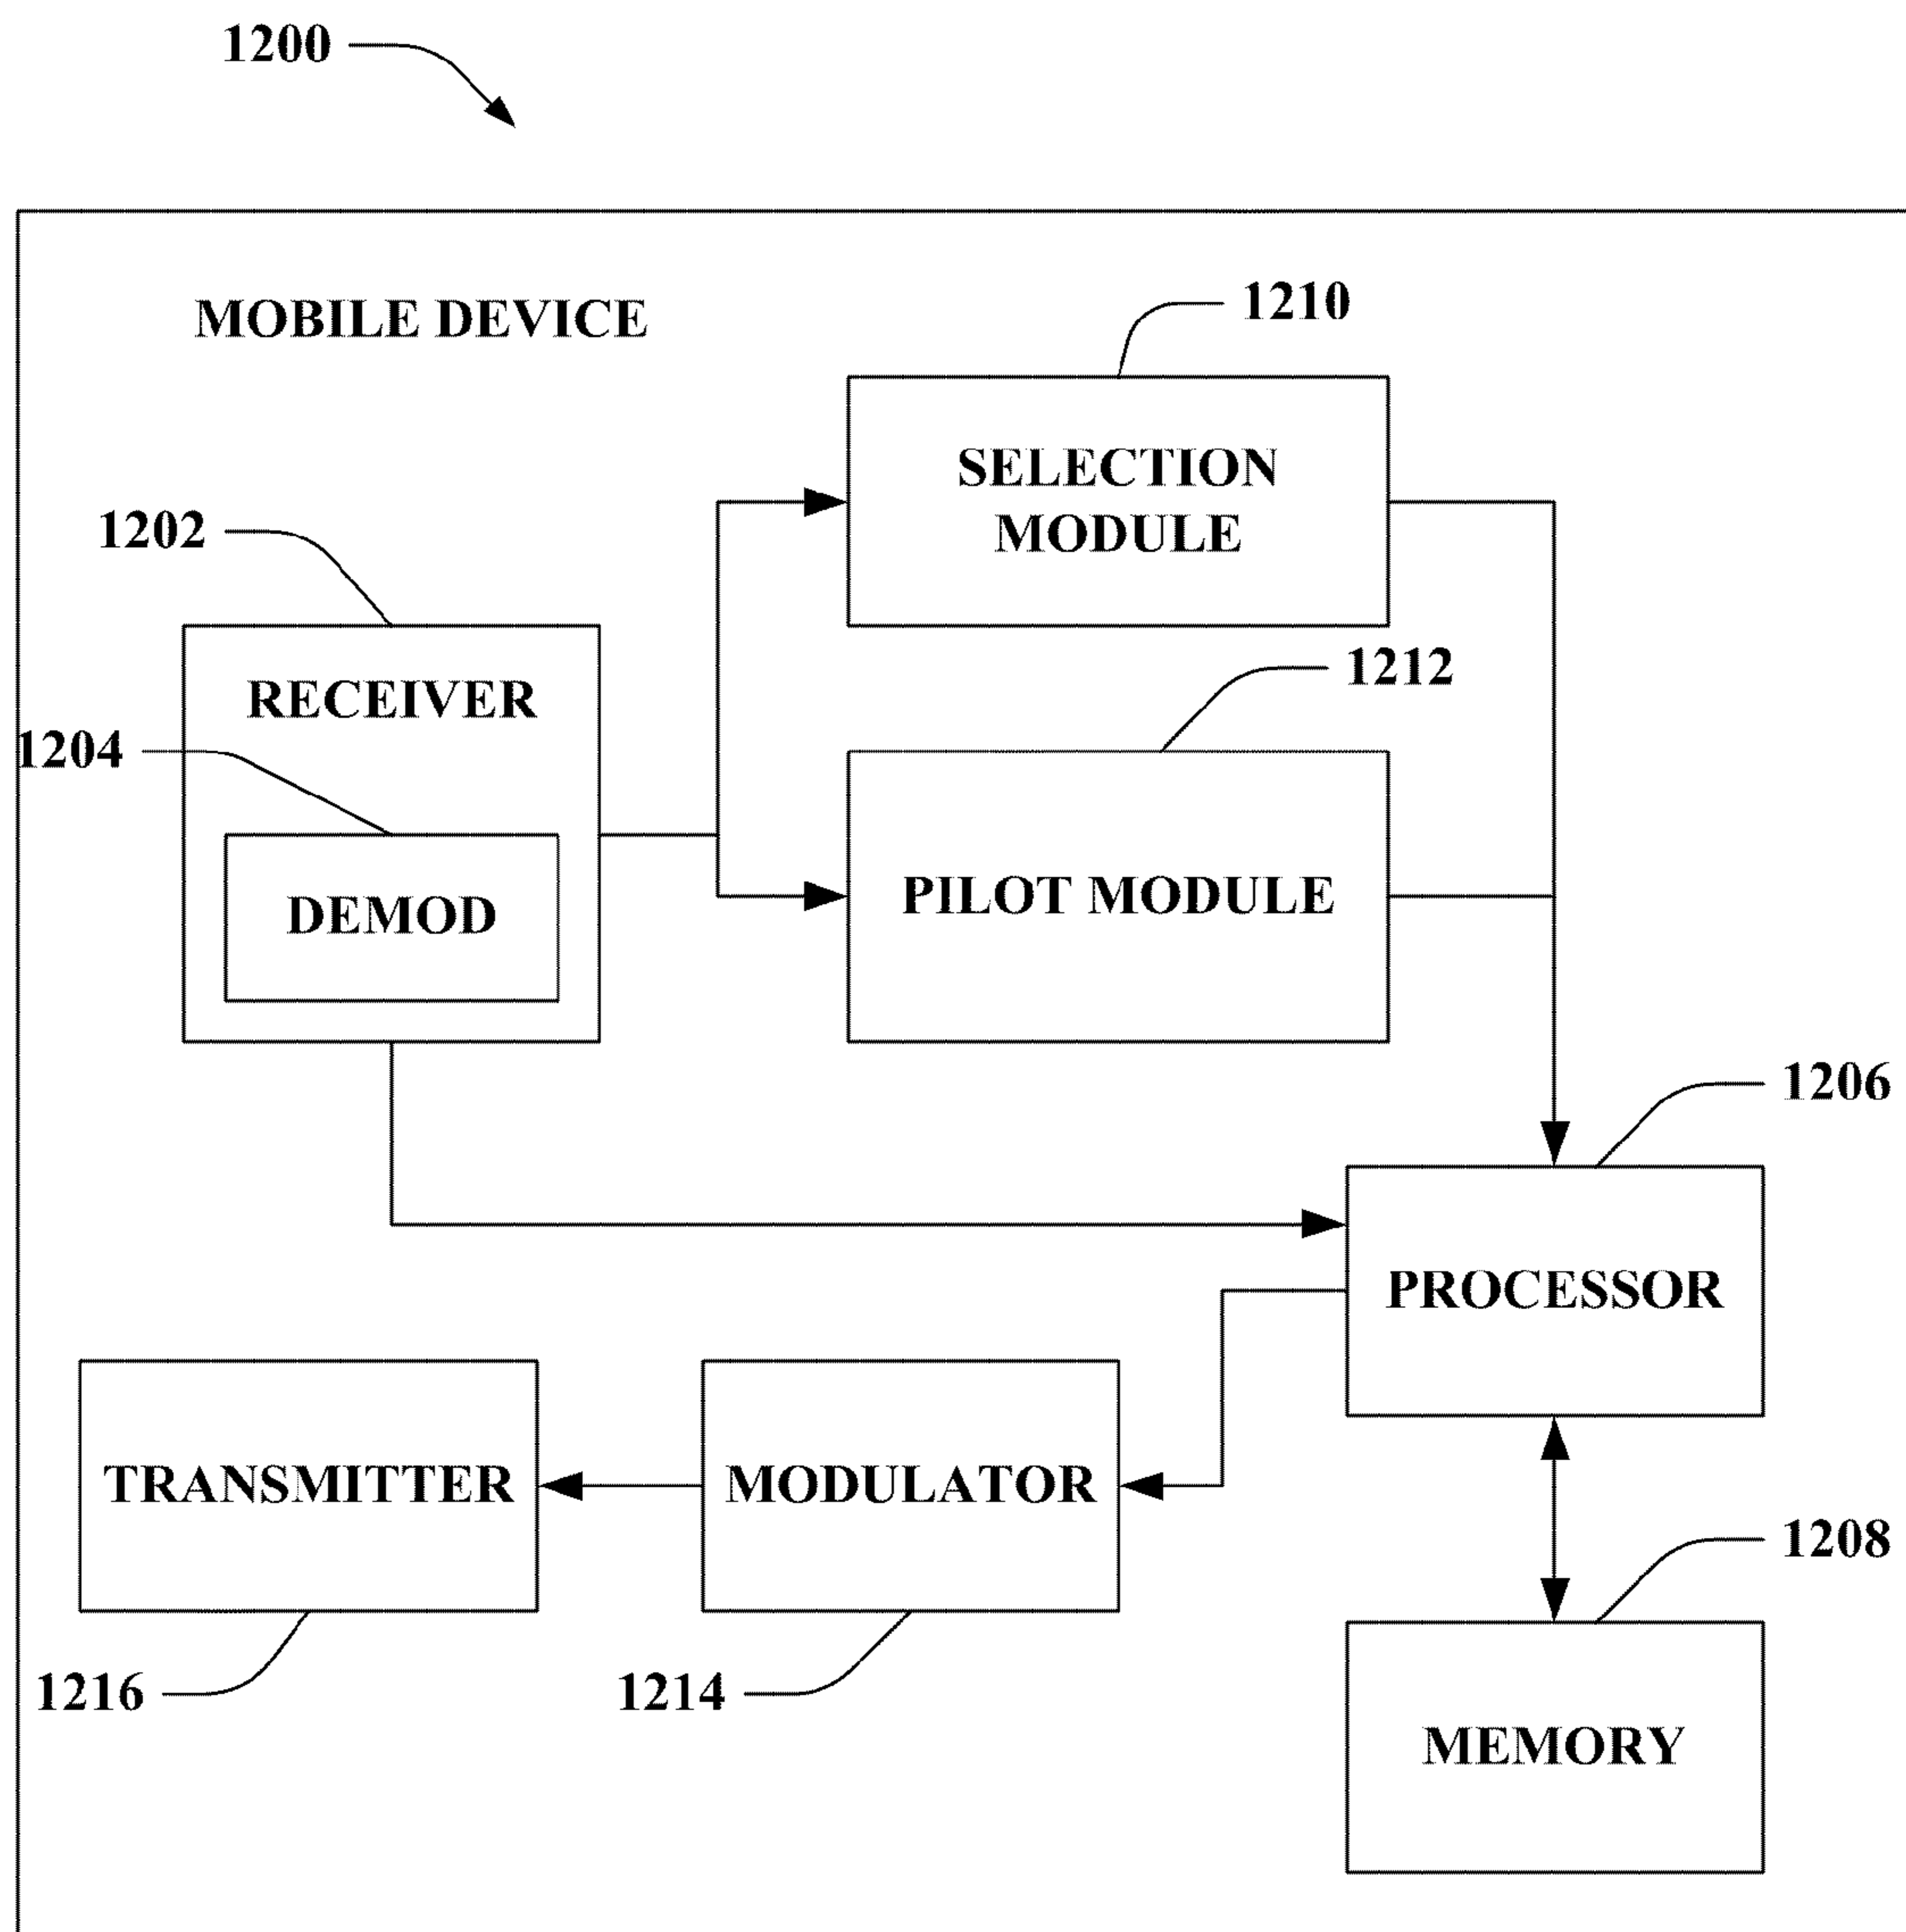 1200
MOBILE DEVICE
1210
SELECTION
MODULE
1202
RECEIVER
1212
1204
DEMOD
PILOT MODULE
1206
PROCESSOR
TRANSMITTER
MODULATOR
1208
1216
1214
MEMORY